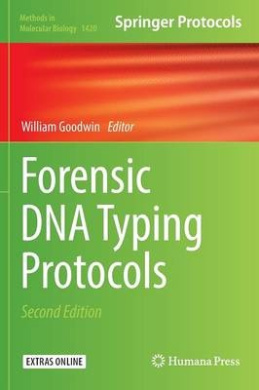 Methods in
Molecular Biology 1420
Springer Protocols
William Goodwin Editor
Forensic
DNA Typing
Protocols
Second Edition
EXTRAS ONLINE
Humana Press